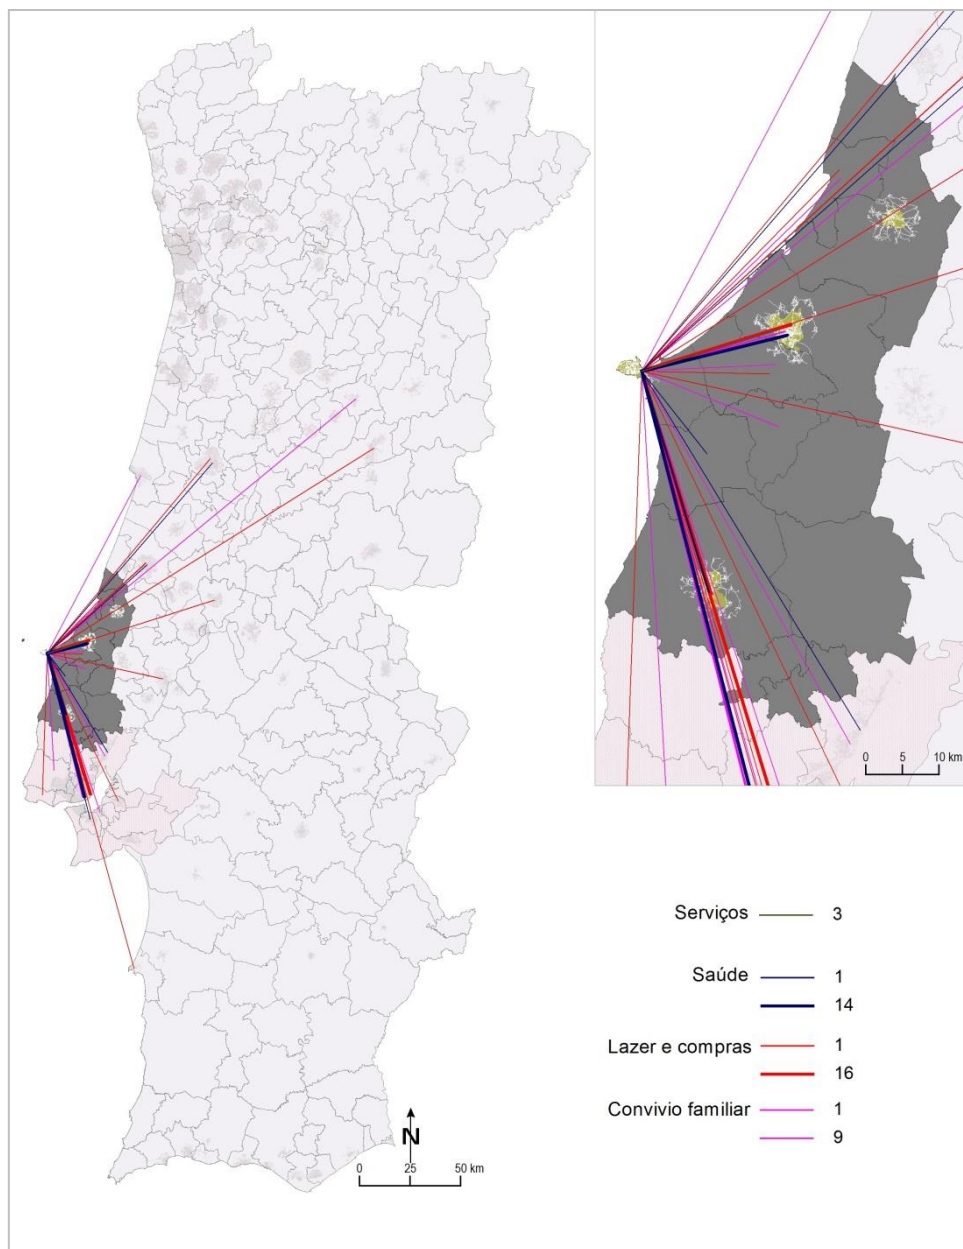 0 5 10 km
Serviços 3
Saúde 1
14
Lazer e compras 1
16
Convivio familiar 1
9
N
0 25 50 km